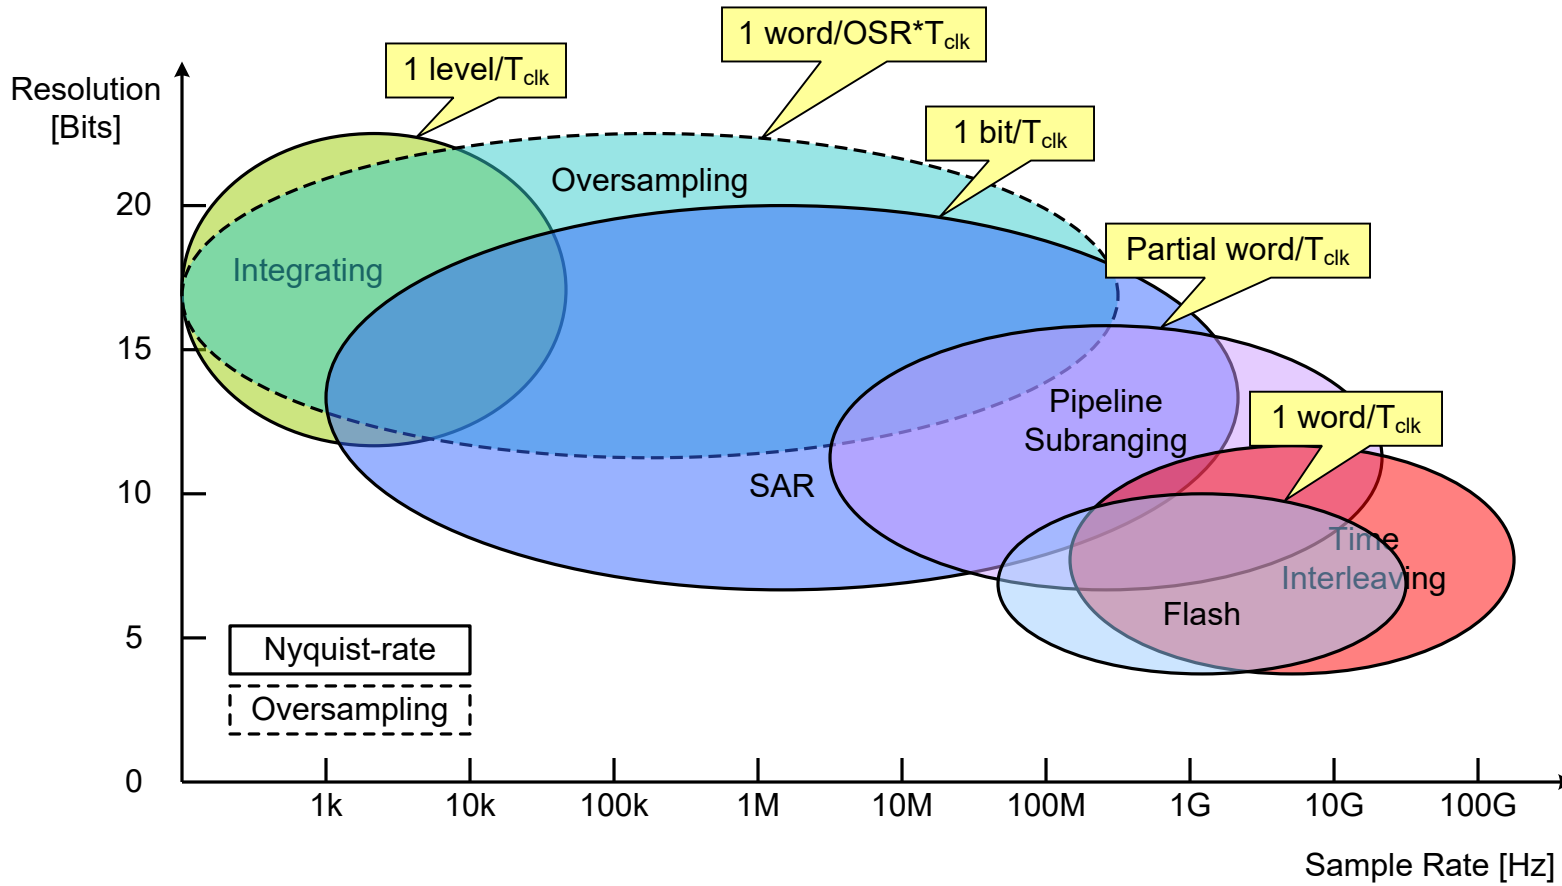 1 word/OSR*Tclk
1 level/Tclk
Resolution
[Bits]
1 bit/Tclk
Oversampling
20
Partial word/Tclk
Integrating
15
Pipeline
Subranging
1 word/Tclk
SAR
10
Time
Interleaving
Flash
5
Nyquist-rate
Oversampling
0
1k 10k 100k 1M 10M 100M 1G 10G 100G
Sample Rate [Hz]